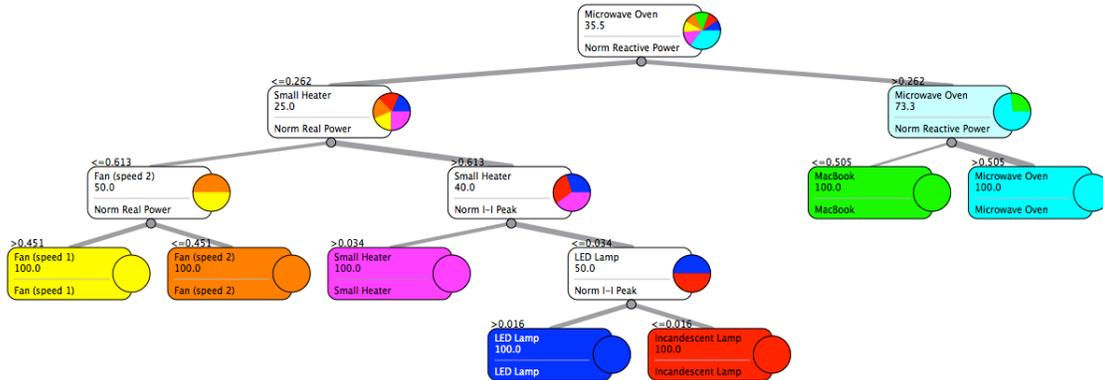 Microwave Oven
35.5
Norm Reactive Power
<=0.262
Small Heater
25.0
Norm Real Power
>0.262
Microwave Oven
73.3
Norm Reactive Power
<=0.613
Fan (speed 2)
50.0
Norm Real Power
>0.613
Small Heater
40.0
Norm I-I Peak
<=0.505
MacBook
100.0
MacBook
>0.505
Microwave Oven
100.0
Microwave Oven
>0.451
Fan (speed 1)
100.0
Fan (speed 1)
<=0.451
Fan (speed 2)
100.0
Fan (speed 2)
>0.034
Small Heater
100.0
Small Heater
<=0.034
LED Lamp
50.0
Norm I-I Peak
>0.016
LED Lamp
100.0
LED Lamp
<=0.016
Incandescent Lamp
100.0
Incandescent Lamp